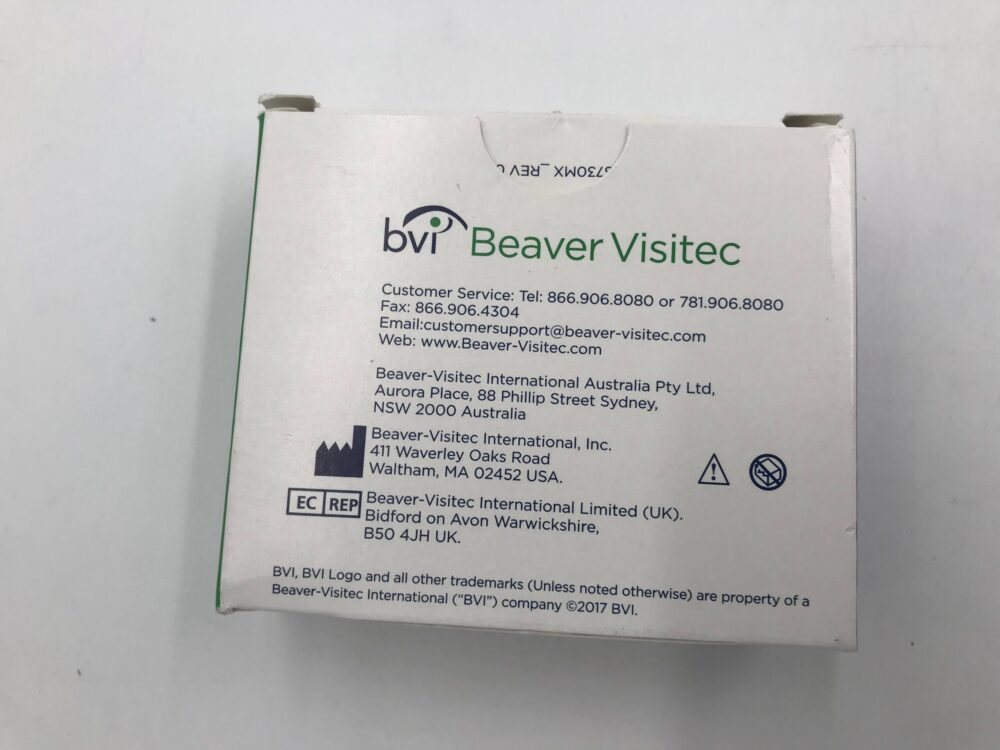 3730MX_REV 0
bvi Beaver Visitec
Customer Service: Tel: 866.906.8080 or 781.906.8080
Fax: 866.906.4304
Email:customersupport@beaver-visitec.com
Web: www.Beaver-Visitec.com
Beaver-Visitec International Australia Pty Ltd,
Aurora Place, 88 Phillip Street Sydney,
NSW 2000 Australia
Beaver-Visitec International, Inc.
411 Waverley Oaks Road
Waltham, MA 02452 USA.
EC REP
Beaver-Visitec International Limited (UK).
Bidford on Avon Warwickshire,
B50 4JH UK.
BVI, BVI Logo and all other trademarks (Unless noted otherwise) are property of a
Beaver-Visitec International (“BVI”) company ©2017 BVI.